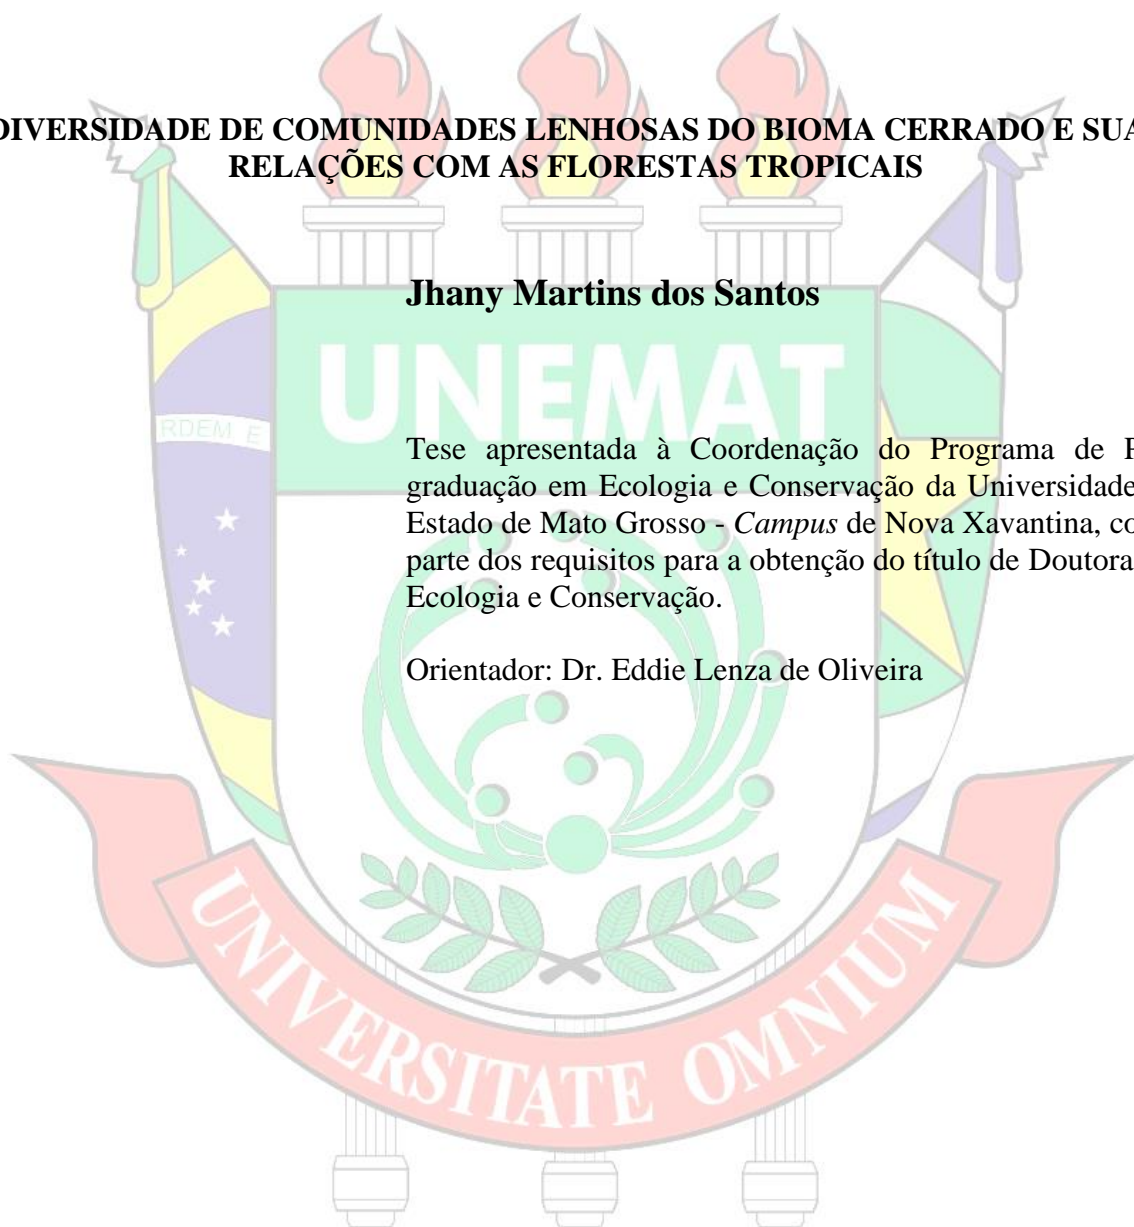 DIVERSIDADE DE COMUNIDADES LENHOSAS DO BIOMA CERRADO E SUA
RELAÇÕES COM AS FLORESTAS TROPICAIS
Jhany Martins dos Santos
UNEMAT
RDEM E
Tese apresentada à Coordenação do Programa de P
graduação em Ecologia e Conservação da Universidade
Estado de Mato Grosso - Campus de Nova Xavantina, co
parte dos requisitos para a obtenção do título de Doutora
Ecologia e Conservação.
Orientador: Dr. Eddie Lenza de Oliveira
UNIVERSITATE OMNIUM